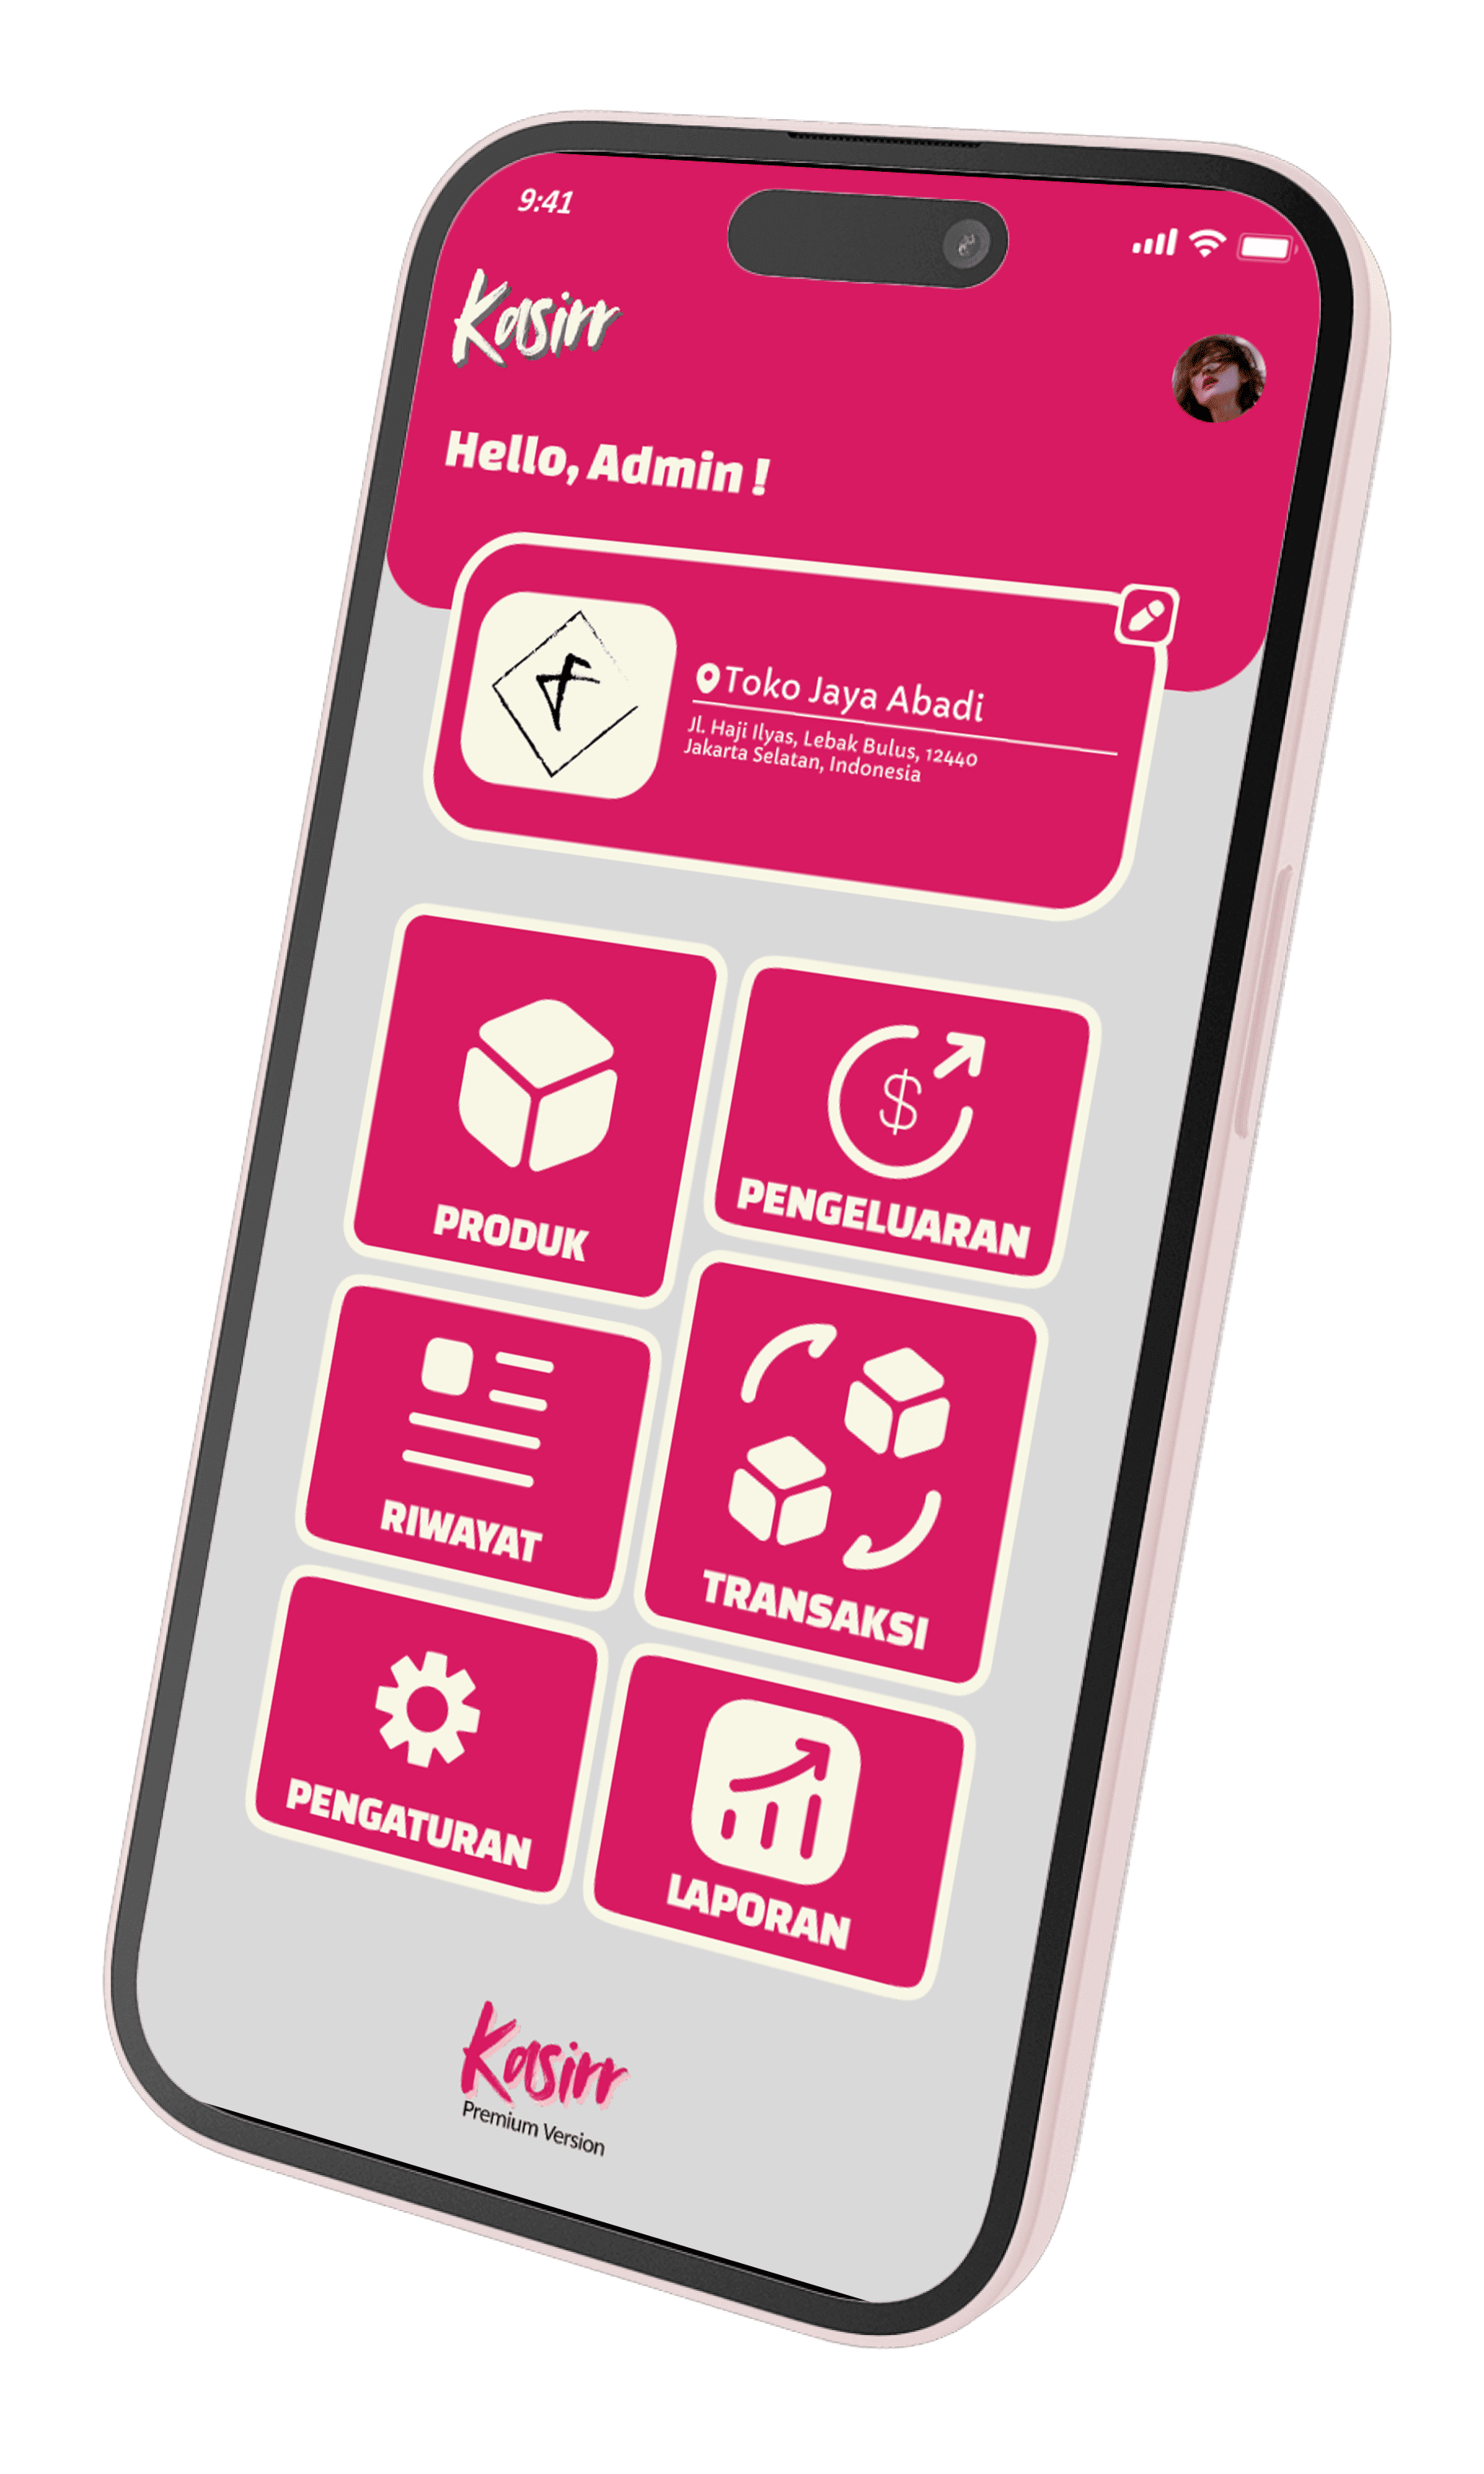 9:41
Kasirr
Hello, Admin !
Toko Jaya Abadi
Jl. Haji Ilyas, Lebak Bulus, 12440
Jakarta Selatan, Indonesia
PRODUK
$
PENGELUARAN
RIWAYAT
TRANSAKSI
PENGATURAN
LAPORAN
Kasirr
Premium Version